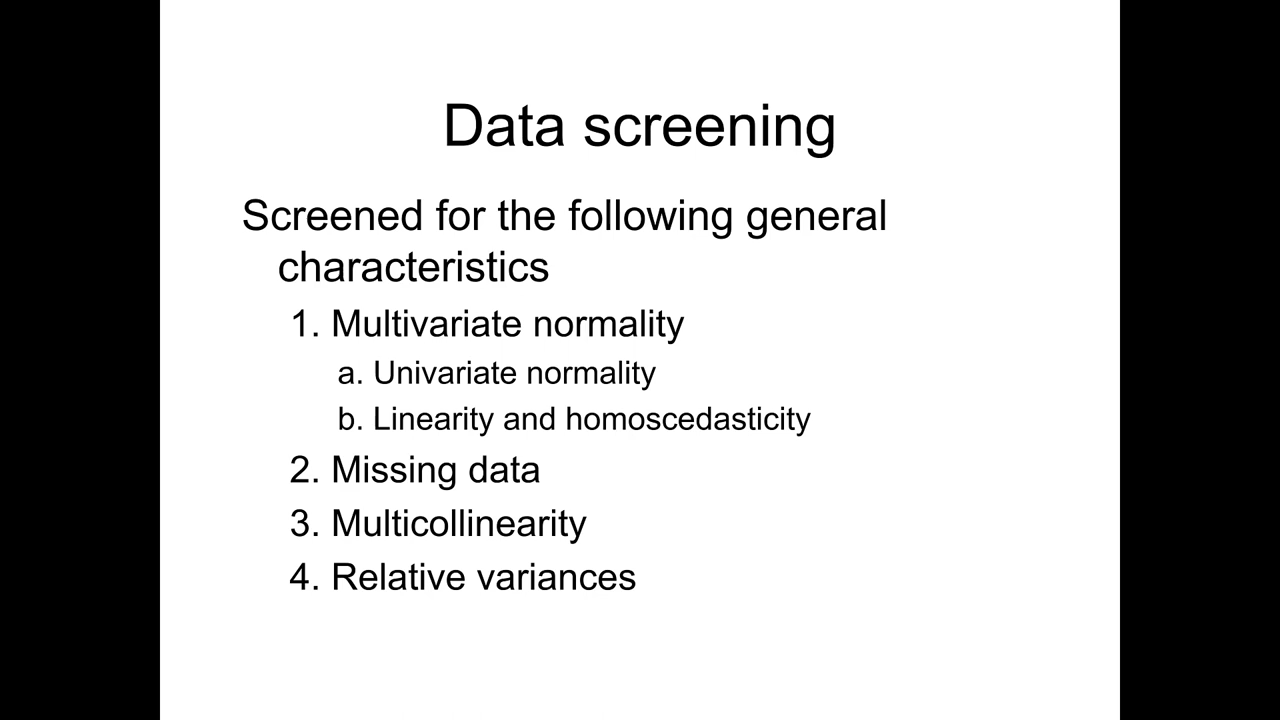 Data screening
Screened for the following general
characteristics
1. Multivariate normality
a. Univariate normality
b. Linearity and homoscedasticity
2. Missing data
3. Multicollinearity
4. Relative variances